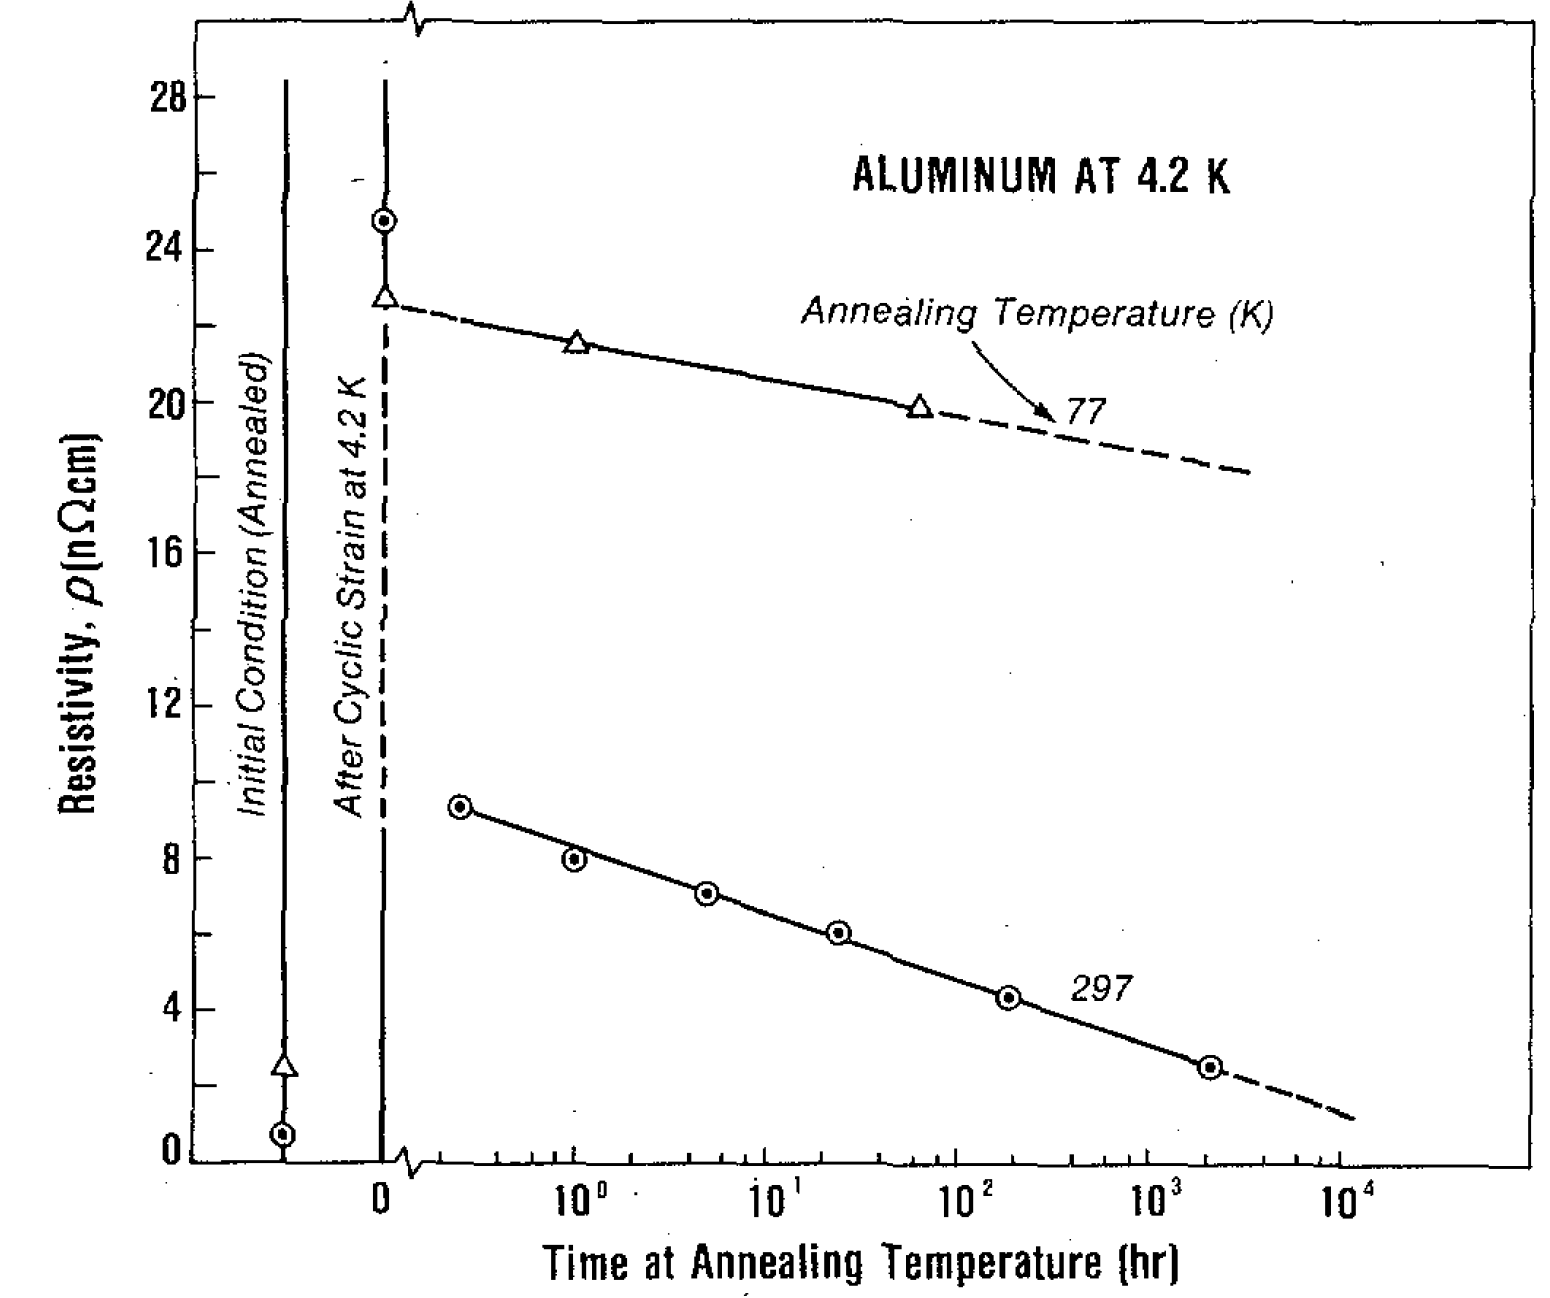 ALUMINUM AT 4.2 K
Annealing Temperature (K)
77
297
Initial Condition (Annealed)
After Cyclic Strain at 4.2 K
Resistivity, ρ (nΩcm)
28
24
20
16
12
8
4
0
0
10⁰
10¹
10²
10³
10⁴
Time at Annealing Temperature (hr)